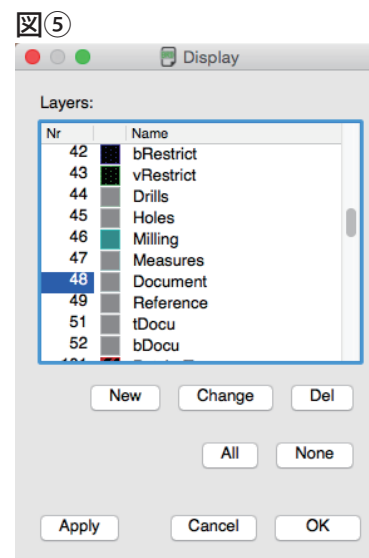 図⑤
Display
Layers:
Nr Name
42 bRestrict
43 vRestrict
44 Drills
45 Holes
46 Milling
47 Measures
48 Document
49 Reference
51 tDocu
52 bDocu
New Change Del
All None
Apply Cancel OK